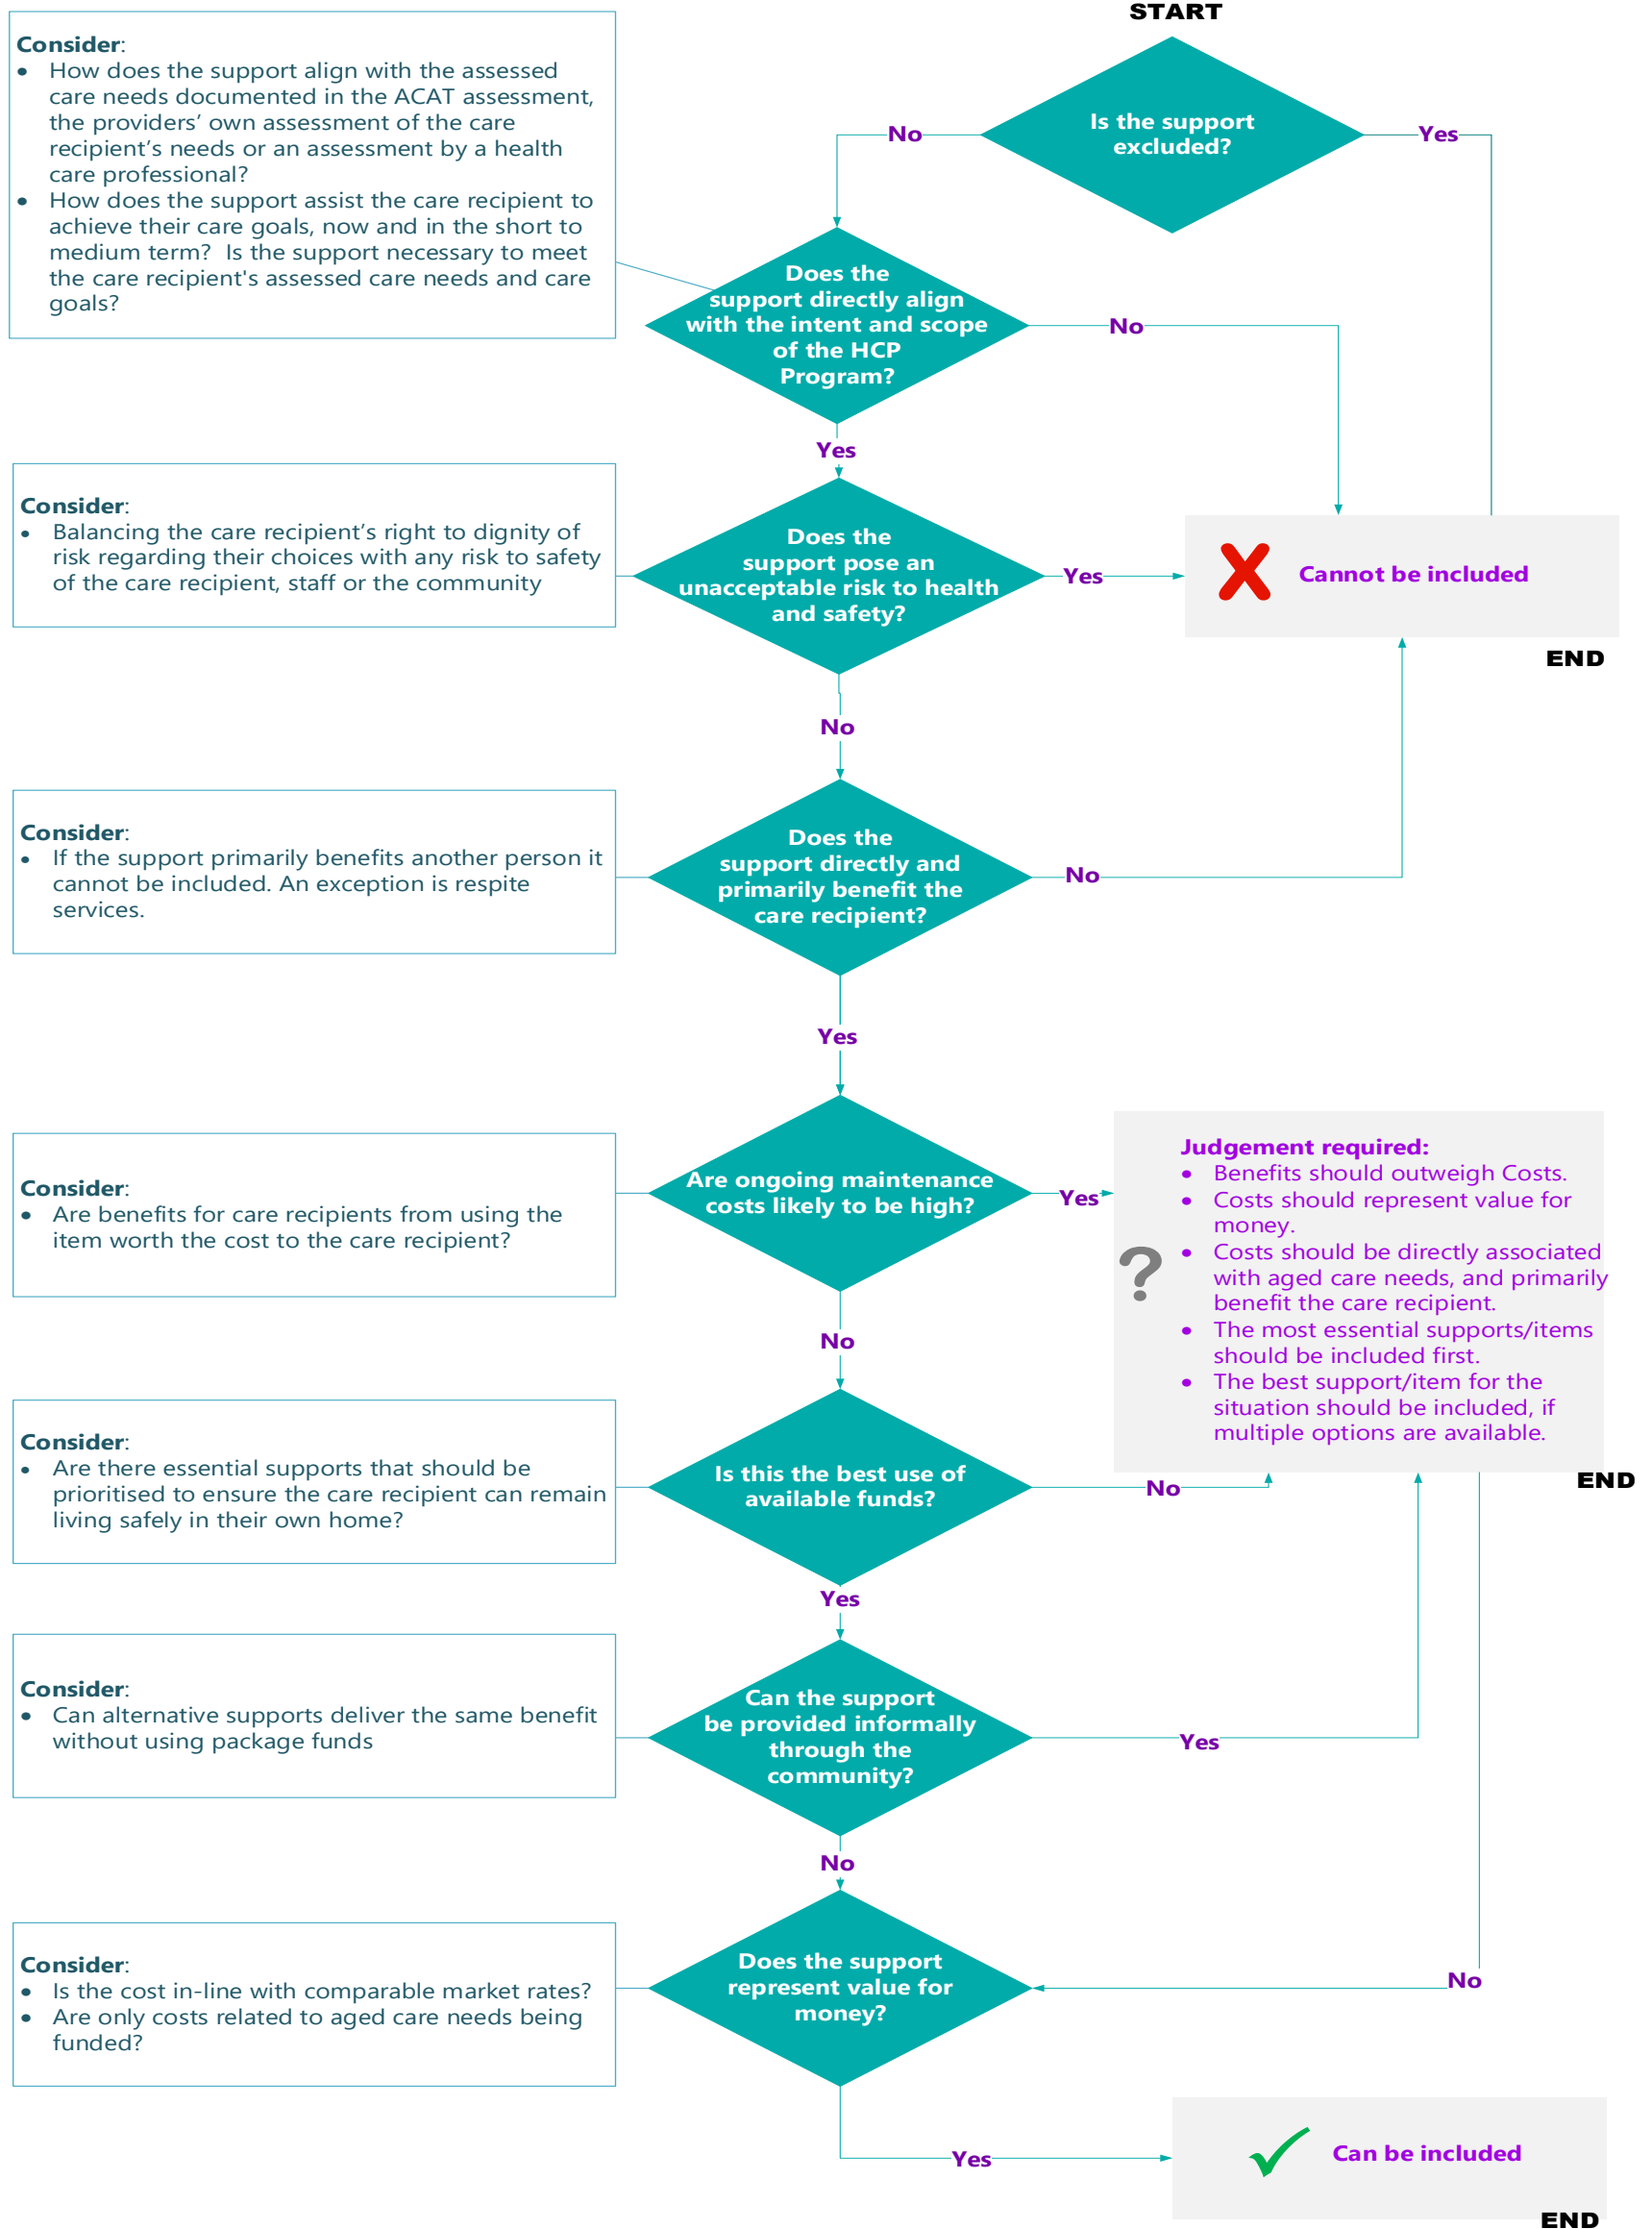 START
Is the support
excluded?
No
Yes
Consider:
• How does the support align with the assessed
care needs documented in the ACAT assessment,
the providers’ own assessment of the care
recipient’s needs or an assessment by a health
care professional?
• How does the support assist the care recipient to
achieve their care goals, now and in the short to
medium term?  Is the support necessary to meet
the care recipient's assessed care needs and care
goals?
Does the
support directly align
with the intent and scope
of the HCP
Program?
No
Yes
Consider:
• Balancing the care recipient’s right to dignity of
risk regarding their choices with any risk to safety
of the care recipient, staff or the community
Does the
support pose an
unacceptable risk to health
and safety?
Yes
Cannot be included
END
No
Consider:
• If the support primarily benefits another person it
cannot be included. An exception is respite
services.
Does the
support directly and
primarily benefit the
care recipient?
No
Yes
Consider:
• Are benefits for care recipients from using the
item worth the cost to the care recipient?
Are ongoing maintenance
costs likely to be high?
Yes
?
Judgement required:
• Benefits should outweigh Costs.
• Costs should represent value for
money.
• Costs should be directly associated
with aged care needs, and primarily
benefit the care recipient.
• The most essential supports/items
should be included first.
• The best support/item for the
situation should be included, if
multiple options are available.
END
No
Consider:
• Are there essential supports that should be
prioritised to ensure the care recipient can remain
living safely in their own home?
Is this the best use of
available funds?
No
Yes
Consider:
• Can alternative supports deliver the same benefit
without using package funds
Can the support
be provided informally
through the
community?
Yes
No
Consider:
• Is the cost in-line with comparable market rates?
• Are only costs related to aged care needs being
funded?
Does the support
represent value for
money?
No
Yes
Can be included
END